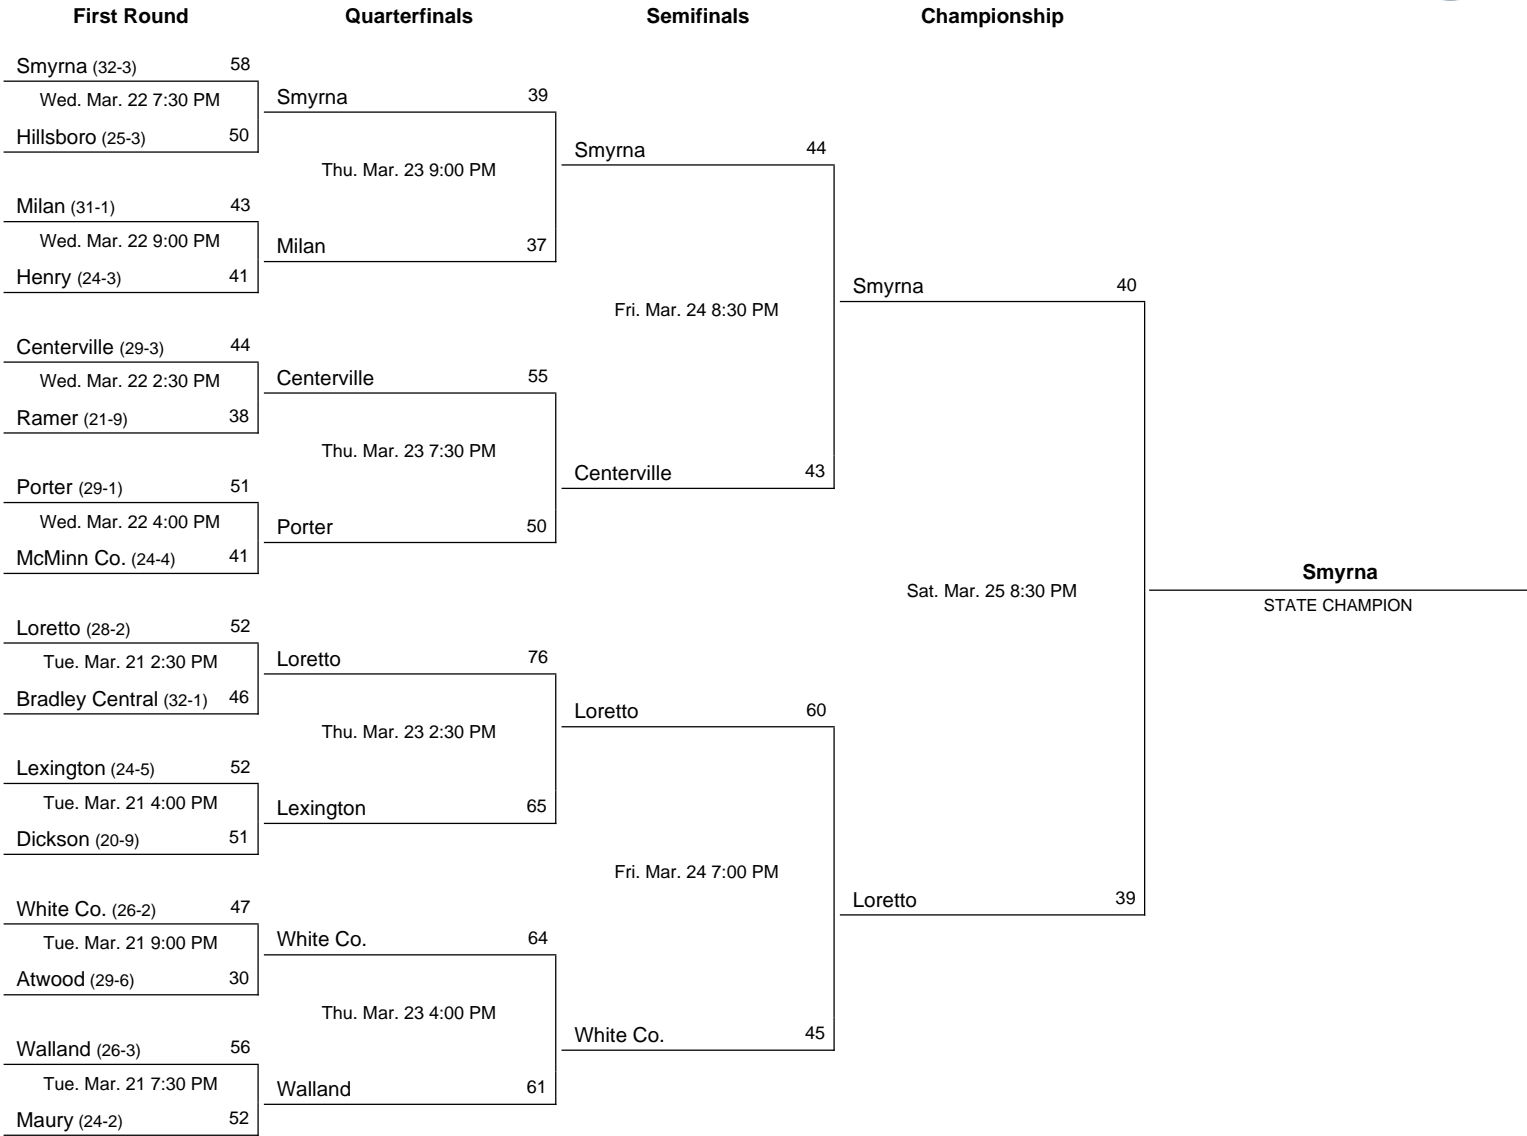 First Round
Quarterfinals
Semifinals
Championship
Smyrna (32-3) 58
Wed. Mar. 22 7:30 PM
Hillsboro (25-3) 50
Milan (31-1) 43
Wed. Mar. 22 9:00 PM
Henry (24-3) 41
Centerville (29-3) 44
Wed. Mar. 22 2:30 PM
Ramer (21-9) 38
Porter (29-1) 51
Wed. Mar. 22 4:00 PM
McMinn Co. (24-4) 41
Loretto (28-2) 52
Tue. Mar. 21 2:30 PM
Bradley Central (32-1) 46
Lexington (24-5) 52
Tue. Mar. 21 4:00 PM
Dickson (20-9) 51
White Co. (26-2) 47
Tue. Mar. 21 9:00 PM
Atwood (29-6) 30
Walland (26-3) 56
Tue. Mar. 21 7:30 PM
Maury (24-2) 52
Smyrna 39
Thu. Mar. 23 9:00 PM
Milan 37
Centerville 55
Thu. Mar. 23 7:30 PM
Porter 50
Loretto 76
Thu. Mar. 23 2:30 PM
Lexington 65
White Co. 64
Thu. Mar. 23 4:00 PM
Walland 61
Smyrna 44
Fri. Mar. 24 8:30 PM
Centerville 43
Loretto 60
Fri. Mar. 24 7:00 PM
White Co. 45
Smyrna 40
Sat. Mar. 25 8:30 PM
Loretto 39
Smyrna
STATE CHAMPION